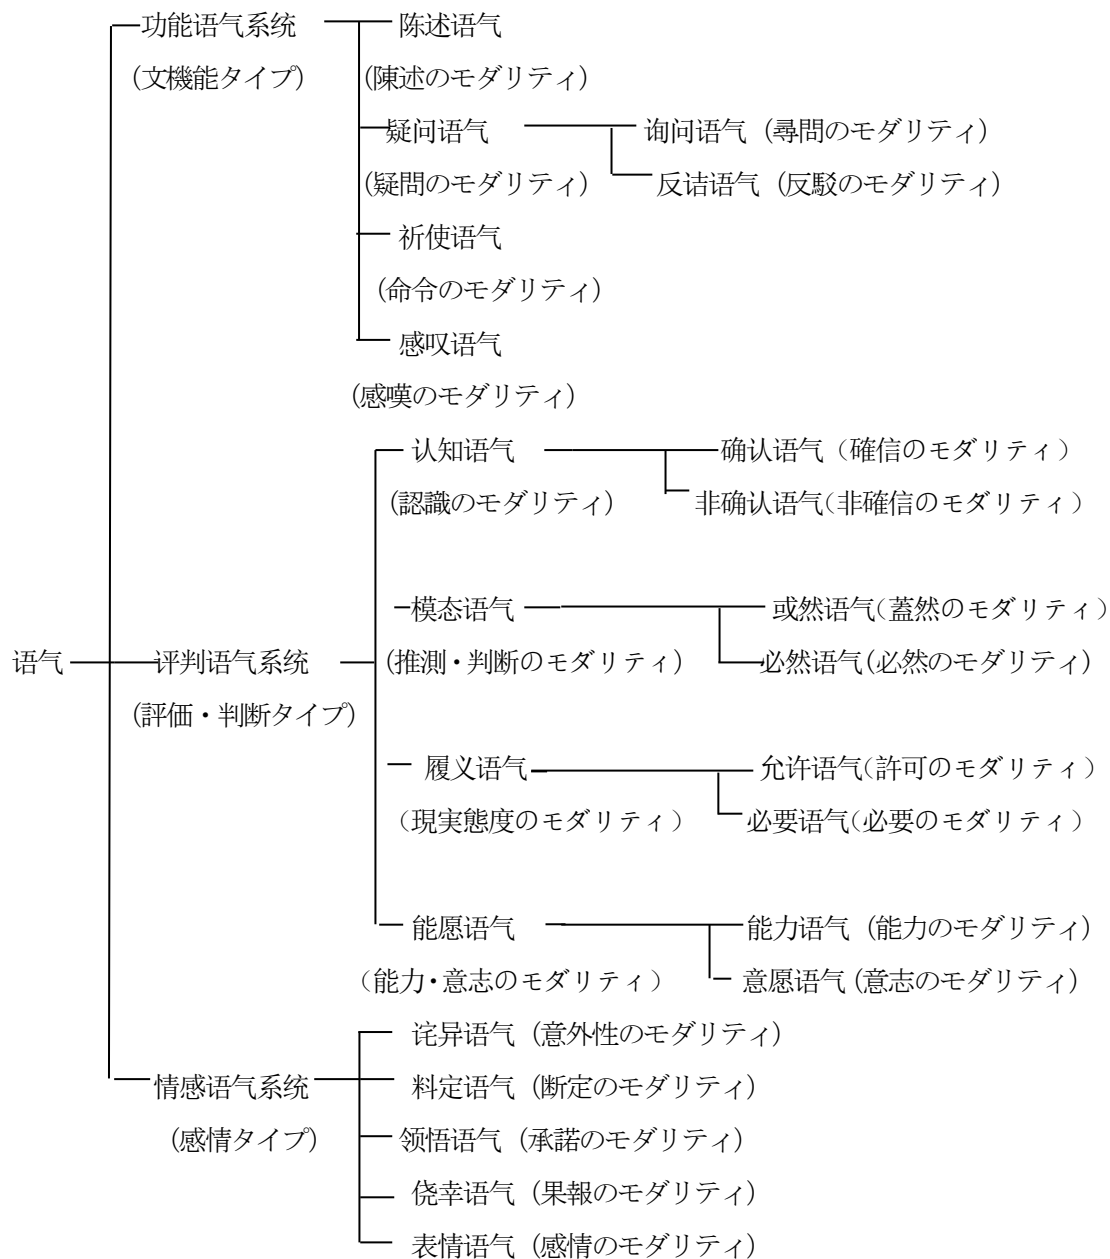 功能语气系统 陈述语气
(文機能タイプ) (陳述のモダリティ)
疑问语气 询问语气 (尋問のモダリティ)
(疑問のモダリティ) 反诘语气 (反駁のモダリティ)
祈使语气
(命令のモダリティ)
感叹语气
(感嘆のモダリティ)
认知语气 确认语气（確信のモダリティ）
(認識のモダリティ) 非确认语气（非確信のモダリティ）
模态语气 或然语气（蓋然のモダリティ）
语气 评判语气系统 (推測・判断のモダリティ) 必然语气(必然のモダリティ)
(評価・判断タイプ)
履义语气 允许语气(許可のモダリティ）
（現実態度のモダリティ） 必要语气(必要のモダリティ）
能愿语气 能力语气 (能力のモダリティ)
（能力・意志のモダリティ） 意愿语气 (意志のモダリティ)
诧异语气 (意外性のモダリティ)
情感语气系统 料定语气 (断定のモダリティ)
(感情タイプ) 领悟语气 (承諾のモダリティ)
侥幸语气 (果報のモダリティ)
表情语气 (感情のモダリティ)